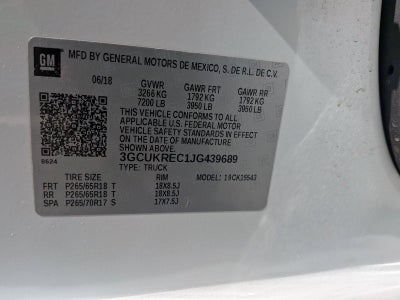 GM
MFD BY GENERAL MOTORS DE MEXICO, S. DE R.L. DE C.V.
06/18 GVWR GAWR FRT GAWR RR
3266 KG 1792 KG 1792 KG
7200 LB 3950 LB 3950 LB
THIS VEHICLE CONFORMS TO ALL
APPLICABLE U.S. FEDERAL MOTOR
VEHICLE SAFETY STANDARDS IN
EFFECT ON THE DATE OF MANUFACTURE
SHOWN ABOVE.
8624
3GCUKREC1JG439689
TYPE: TRUCK
TIRE SIZE RIM 19CK15543
FRT P265/65R18 T 18X8.5J
RR P265/65R18 T 18X8.5J
SPA P265/70R17 S 17X7.5J